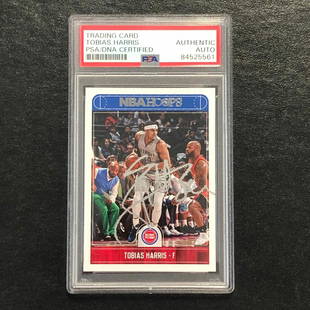 TRADING CARD
TOBIAS HARRIS
PSA/DNA CERTIFIED
AUTHENTIC
AUTO
84525561
PSA
NBA HOOPS
TOBIAS HARRIS - F